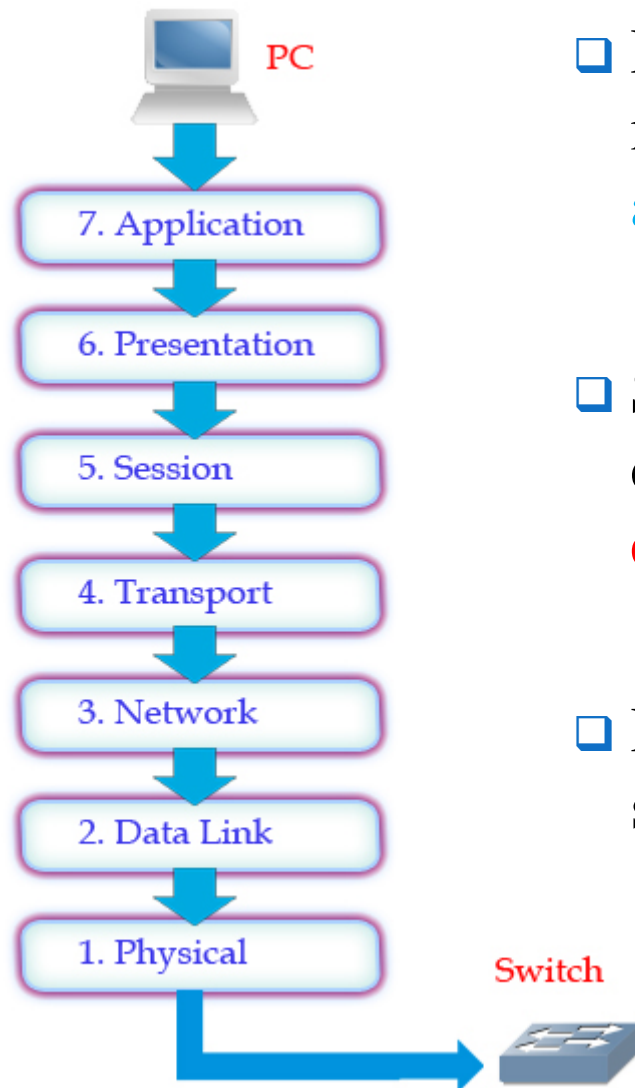 PC
7. Application
6. Presentation
5. Session
4. Transport
3. Network
2. Data Link
1. Physical
Switch